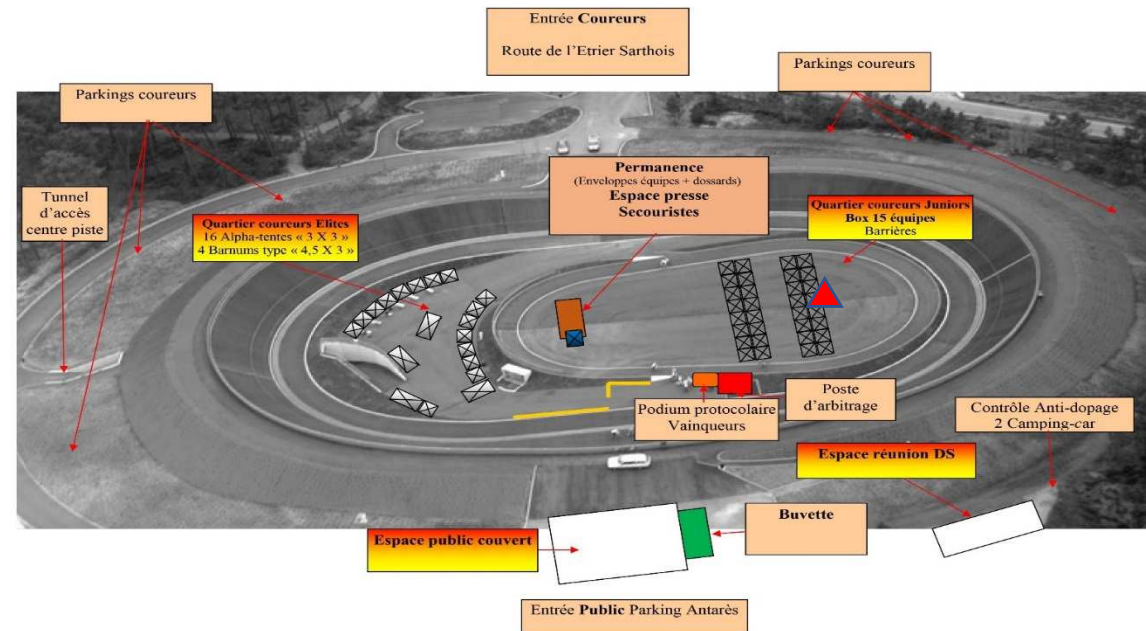 Entrée Coureurs
Route de l'Etrier Sarthois
Parkings coureurs
Parkings coureurs
Permanence
(Enveloppes équipes + dossards)
Espace presse
Secouristes
Tunnel
d'accès
centre piste
Quartier coureurs Elites
16 Alpha-tentes « 3 X 3 »
4 Barnums type « 4,5 X 3 »
Quartier coureurs Juniors
Box 15 équipes
Barrières
Podium protocolaire
Vainqueurs
Poste
d'arbitrage
Contrôle Anti-dopage
2 Camping-car
Espace réunion DS
Espace public couvert
Buvette
Entrée Public Parking Antarès